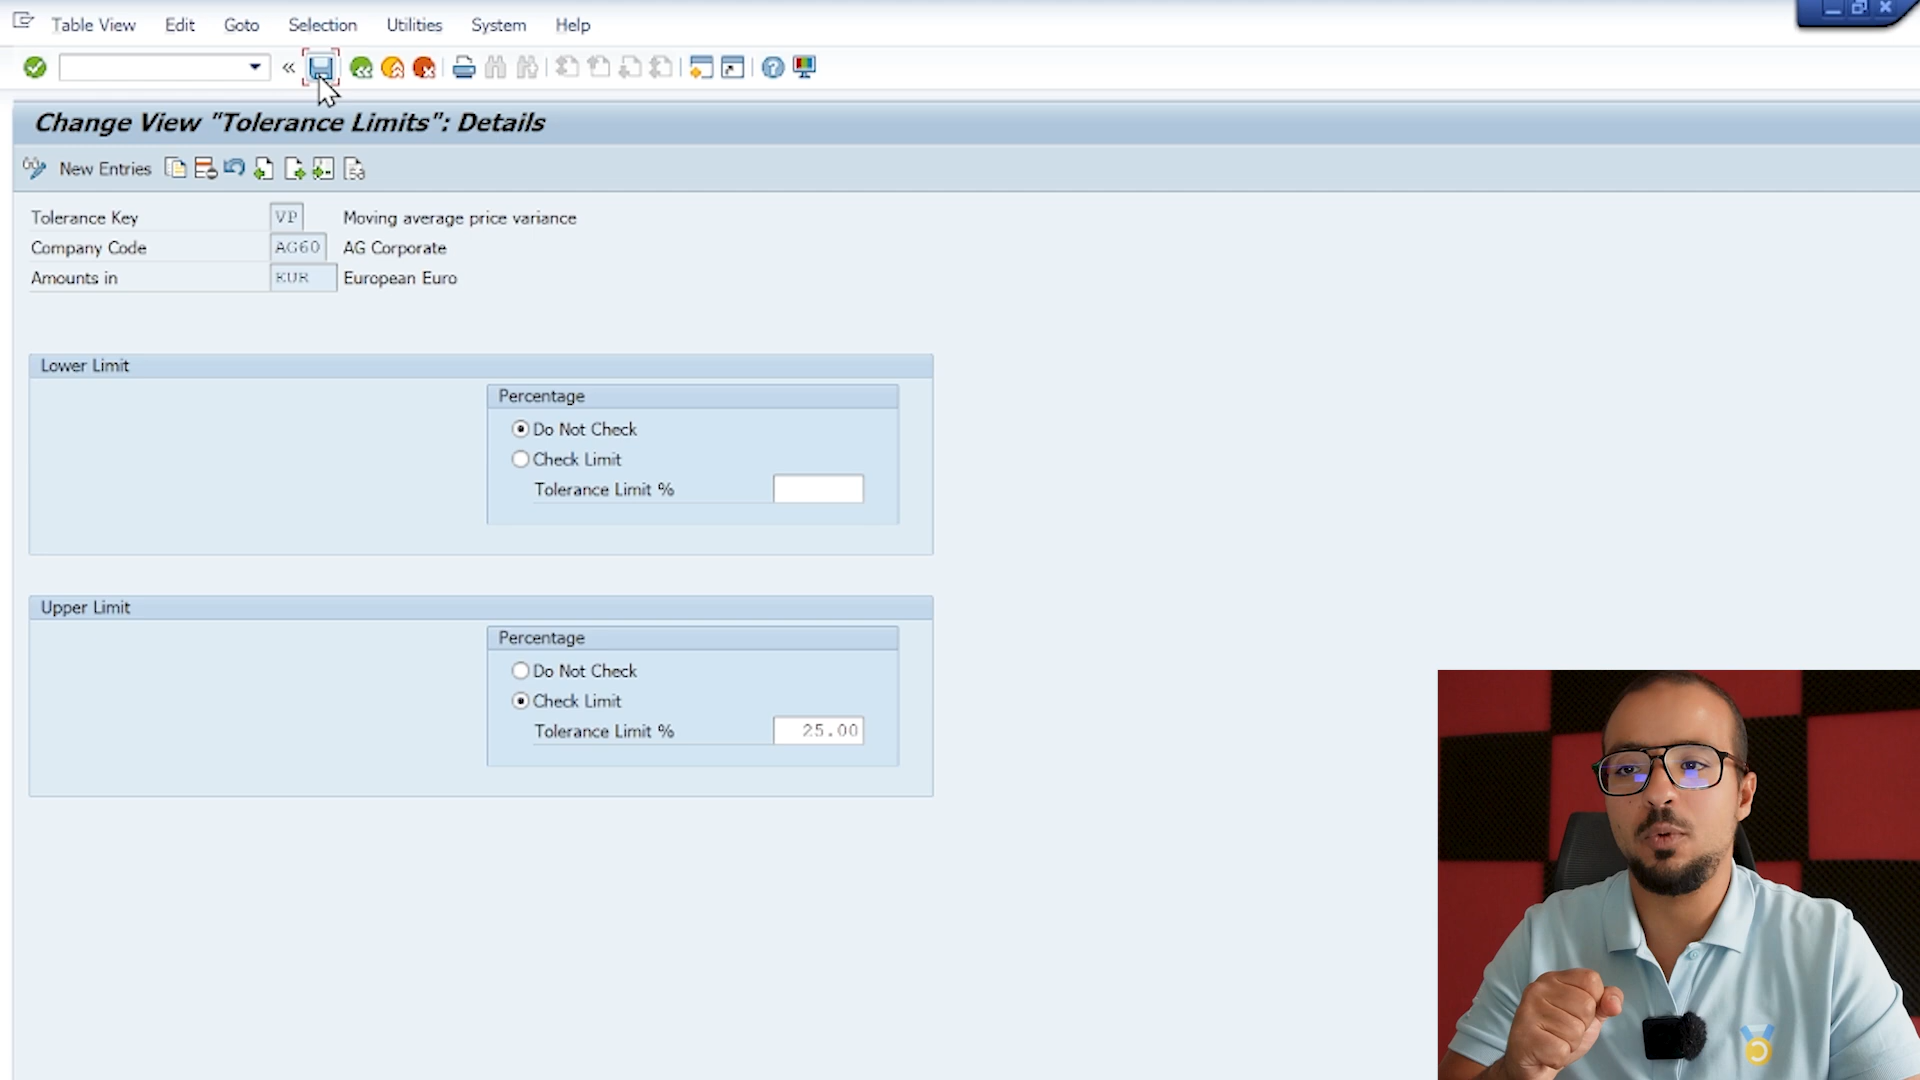 Table View Edit Goto Selection Utilities System Help
Change View "Tolerance Limits": Details
New Entries
Tolerance Key VP Moving average price variance
Company Code AG60 AG Corporate
Amounts in EUR European Euro
Lower Limit
Percentage
Do Not Check
Check Limit
Tolerance Limit %
Upper Limit
Percentage
Do Not Check
Check Limit
Tolerance Limit % 25.00